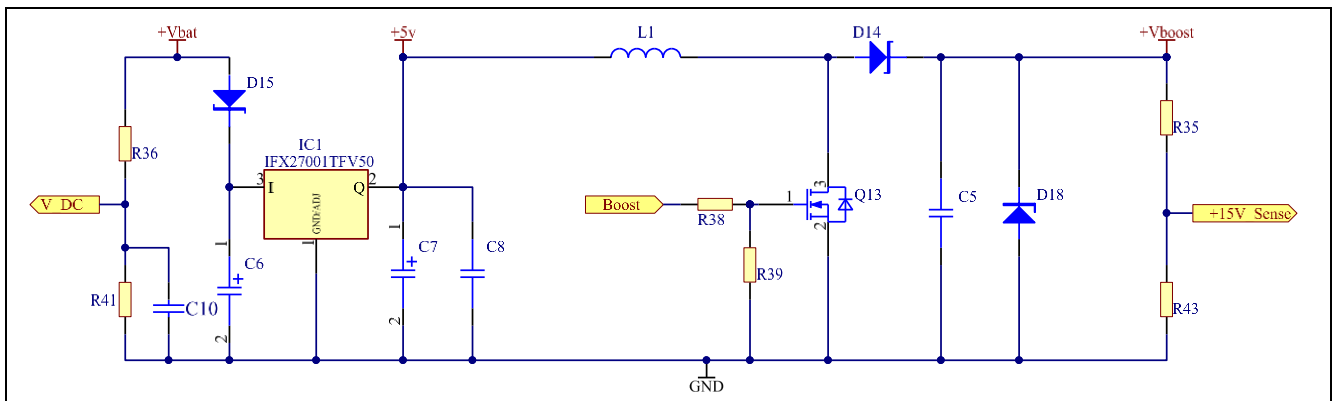 +Vbat
+5v
L1
D14
+Vboost
D15
R36
IC1
IFX27001TFV50
3
I
Q
2
GND/ADJ
1
V_DC
Boost
R38
1
3
2
Q13
R39
C5
D18
R35
+15V_Sense
R43
1
C6
2
1
C7
2
C8
R41
C10
GND